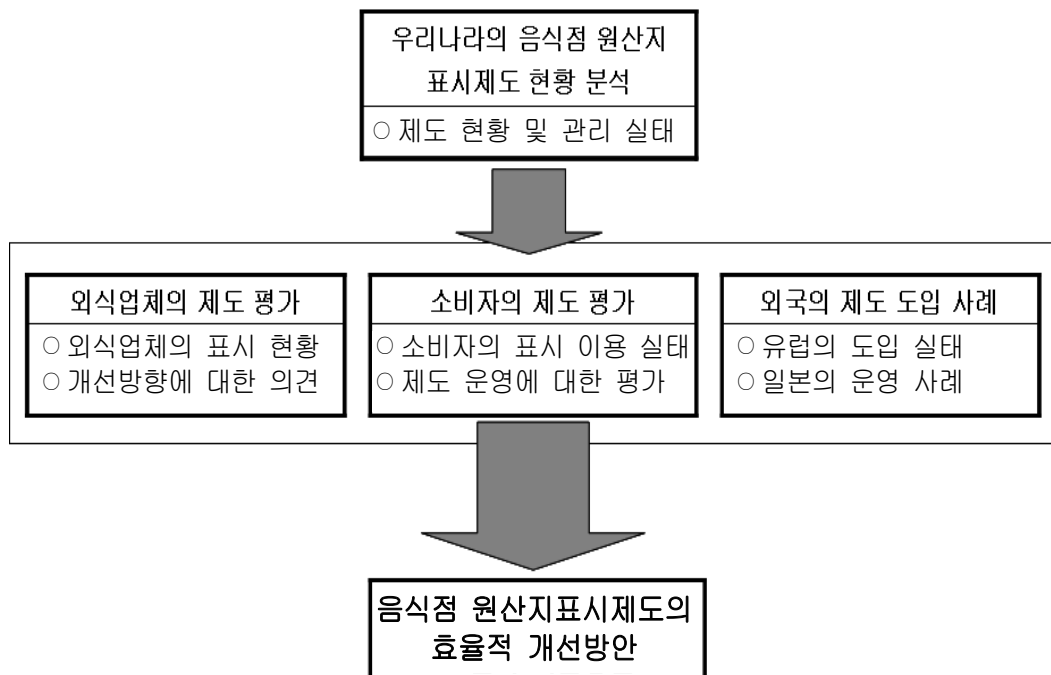 우리나라의 음식점 원산지
표시제도 현황 분석
○ 제도 현황 및 관리 실태
외식업체의 제도 평가
○ 외식업체의 표시 현황
○ 개선방향에 대한 의견
소비자의 제도 평가
○ 소비자의 표시 이용 실태
○ 제도 운영에 대한 평가
외국의 제도 도입 사례
○ 유럽의 도입 실태
○ 일본의 운영 사례
음식점 원산지표시제도의
효율적 개선방안